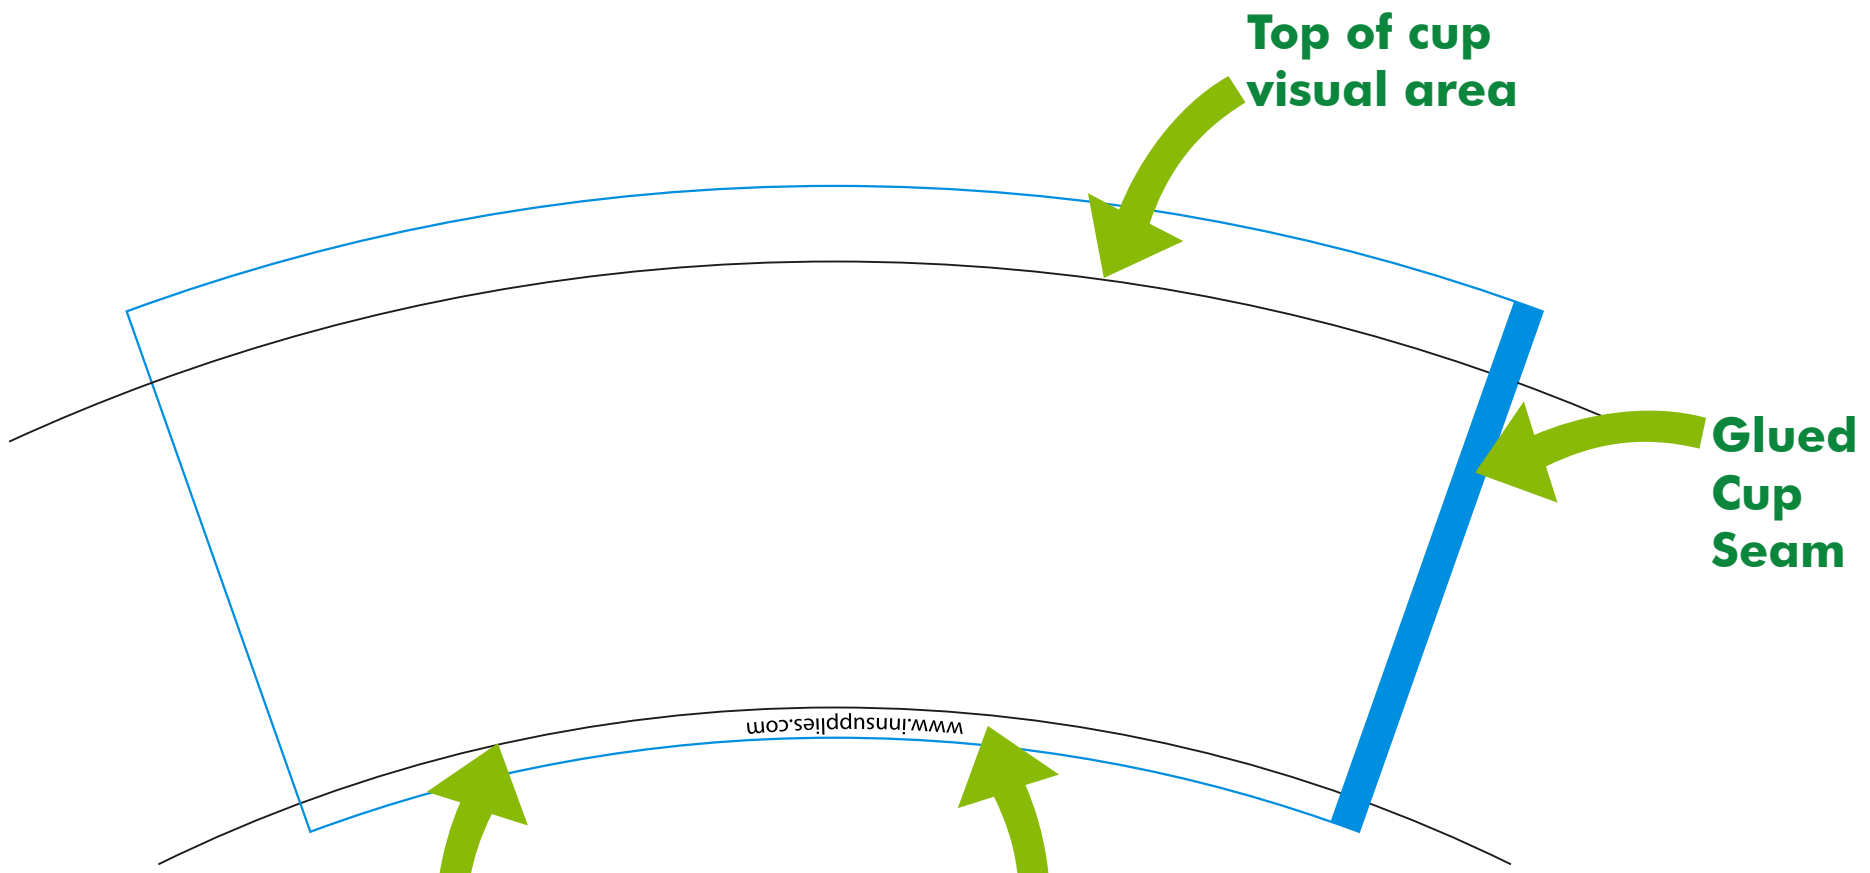 Top of cup
visual area
Glued
Cup
Seam
www.innsupplies.com